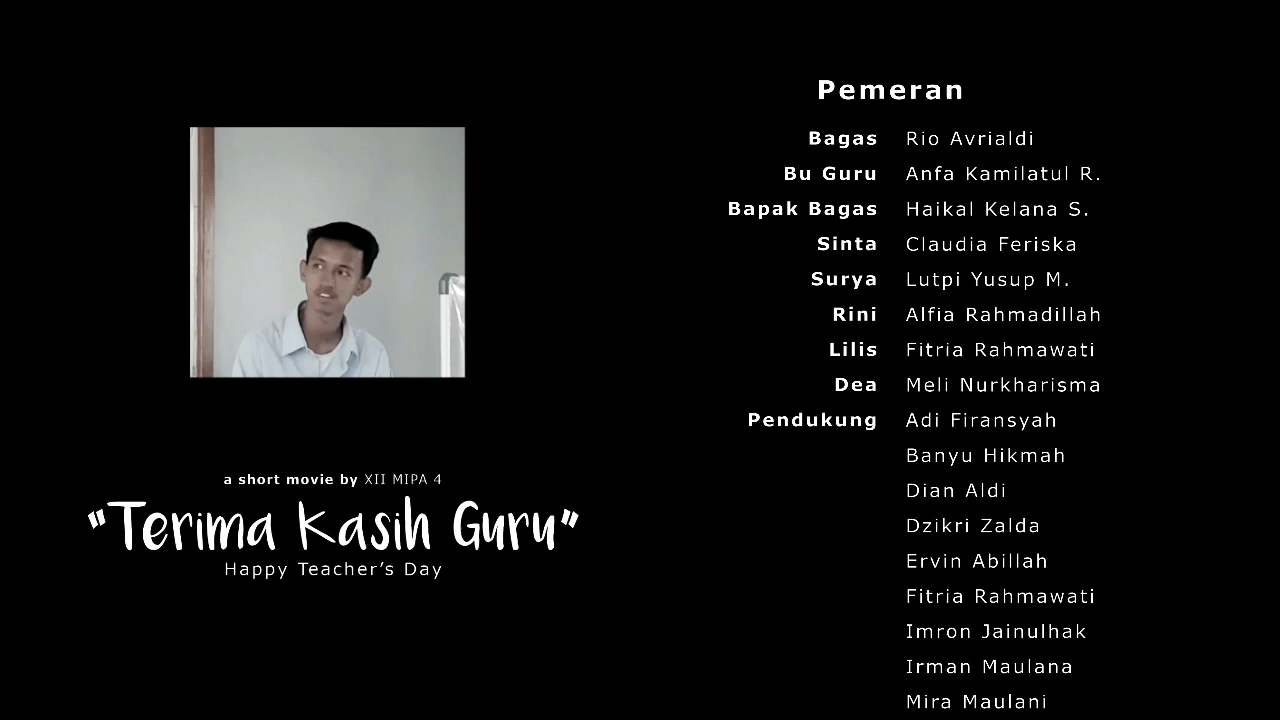 a short movie by XII MIPA 4
"Terima Kasih Guru"
Happy Teacher's Day
Pemeran
Bagas Rio Avrialdi
Bu Guru Anfa Kamilatul R.
Bapak Bagas Haikal Kelana S.
Sinta Claudia Feriska
Surya Lutpi Yusup M.
Rini Alfia Rahmadillah
Lilis Fitria Rahmawati
Dea Meli Nurkharisma
Pendukung Adi Firansyah
Banyu Hikmah
Dian Aldi
Dzikri Zalda
Ervin Abillah
Fitria Rahmawati
Imron Jainulhak
Irman Maulana
Mira Maulani